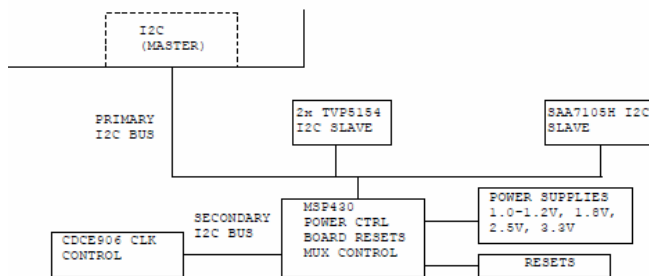 I2C
(MASTER)
PRIMARY
I2C BUS
2x TVP5154
I2C SLAVE
SAA7105H I2C
SLAVE
SECONDARY
I2C BUS
MSP430
POWER CTRL
BOARD RESETS
MUX CONTROL
POWER SUPPLIES
1.0-1.2V, 1.8V,
2.5V, 3.3V
CDCE906 CLK
CONTROL
RESETS